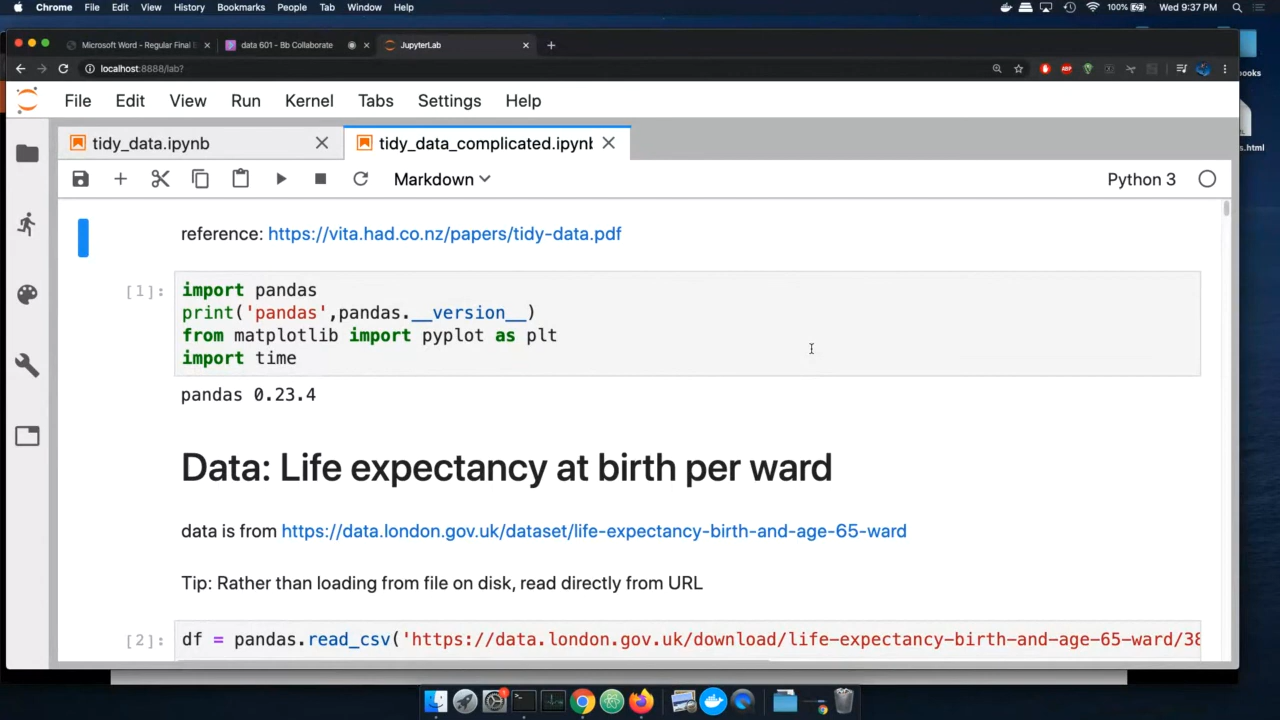 Chrome File Edit View History Bookmarks People Tab Window Help 100% Wed 9:37 PM
Microsoft Word - Regular Final E data 601 - Bb Collaborate JupyterLab
localhost:8888/lab? ABP
ooks
File Edit View Run Kernel Tabs Settings Help
s.html
tidy_data.ipynb tidy_data_complicated.ipynb
Markdown Python 3
reference: https://vita.had.co.nz/papers/tidy-data.pdf
[1]: import pandas
print('pandas',pandas.__version__)
from matplotlib import pyplot as plt
import time
pandas 0.23.4
Data: Life expectancy at birth per ward
data is from https://data.london.gov.uk/dataset/life-expectancy-birth-and-age-65-ward
Tip: Rather than loading from file on disk, read directly from URL
[2]: df = pandas.read_csv('https://data.london.gov.uk/download/life-expectancy-birth-and-age-65-ward/38